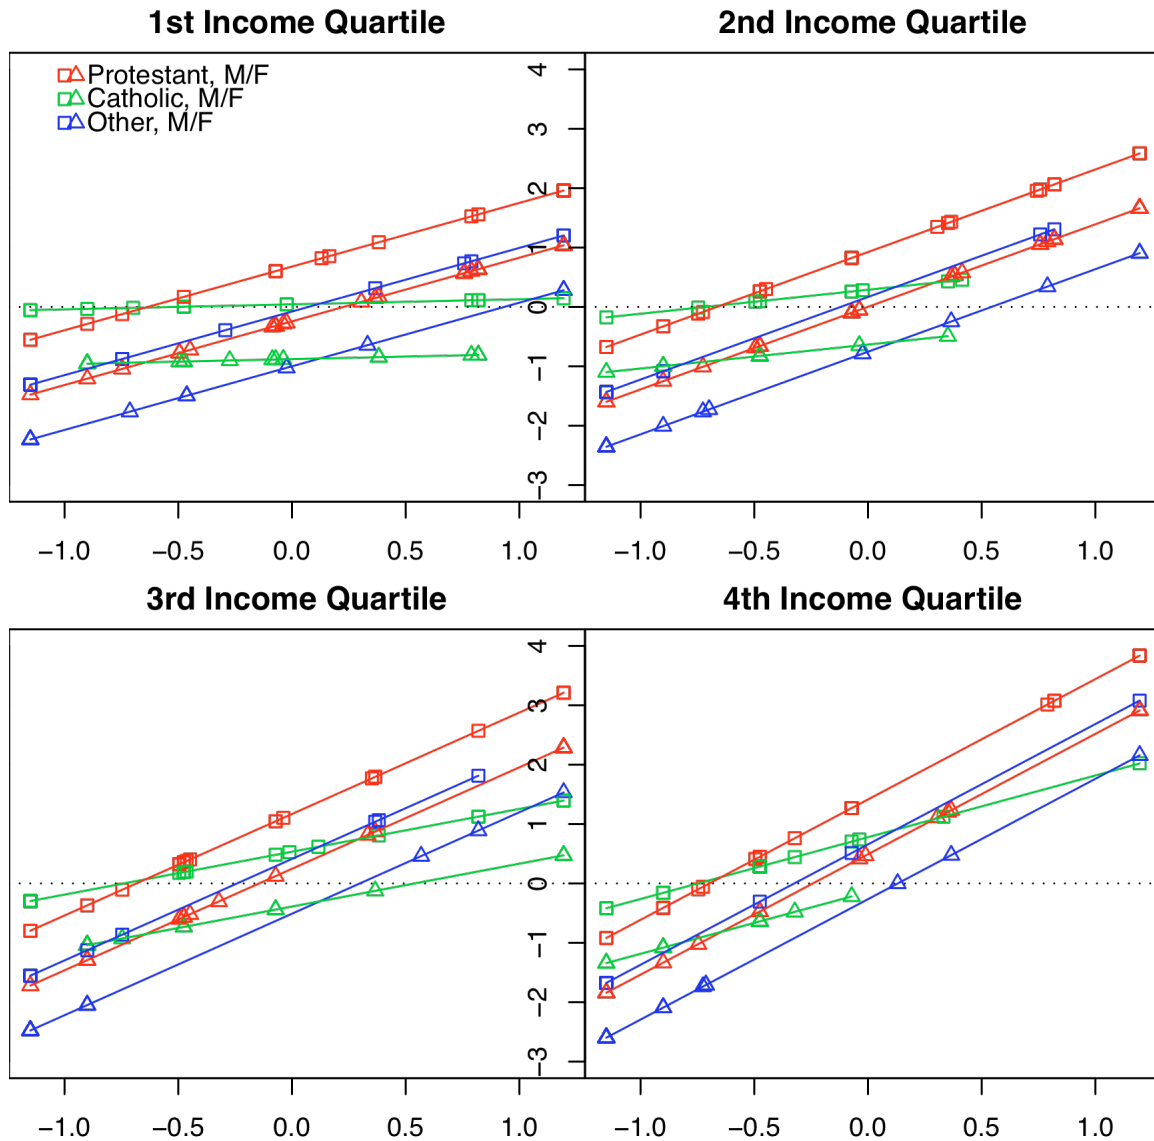 1st Income Quartile
2nd Income Quartile
Protestant, M/F
Catholic, M/F
Other, M/F
4
3
2
1
0
−1
−2
−3
−1.0 −0.5 0.0 0.5 1.0
−1.0 −0.5 0.0 0.5 1.0
3rd Income Quartile
4th Income Quartile
4
3
2
1
0
−1
−2
−3
−1.0 −0.5 0.0 0.5 1.0
−1.0 −0.5 0.0 0.5 1.0